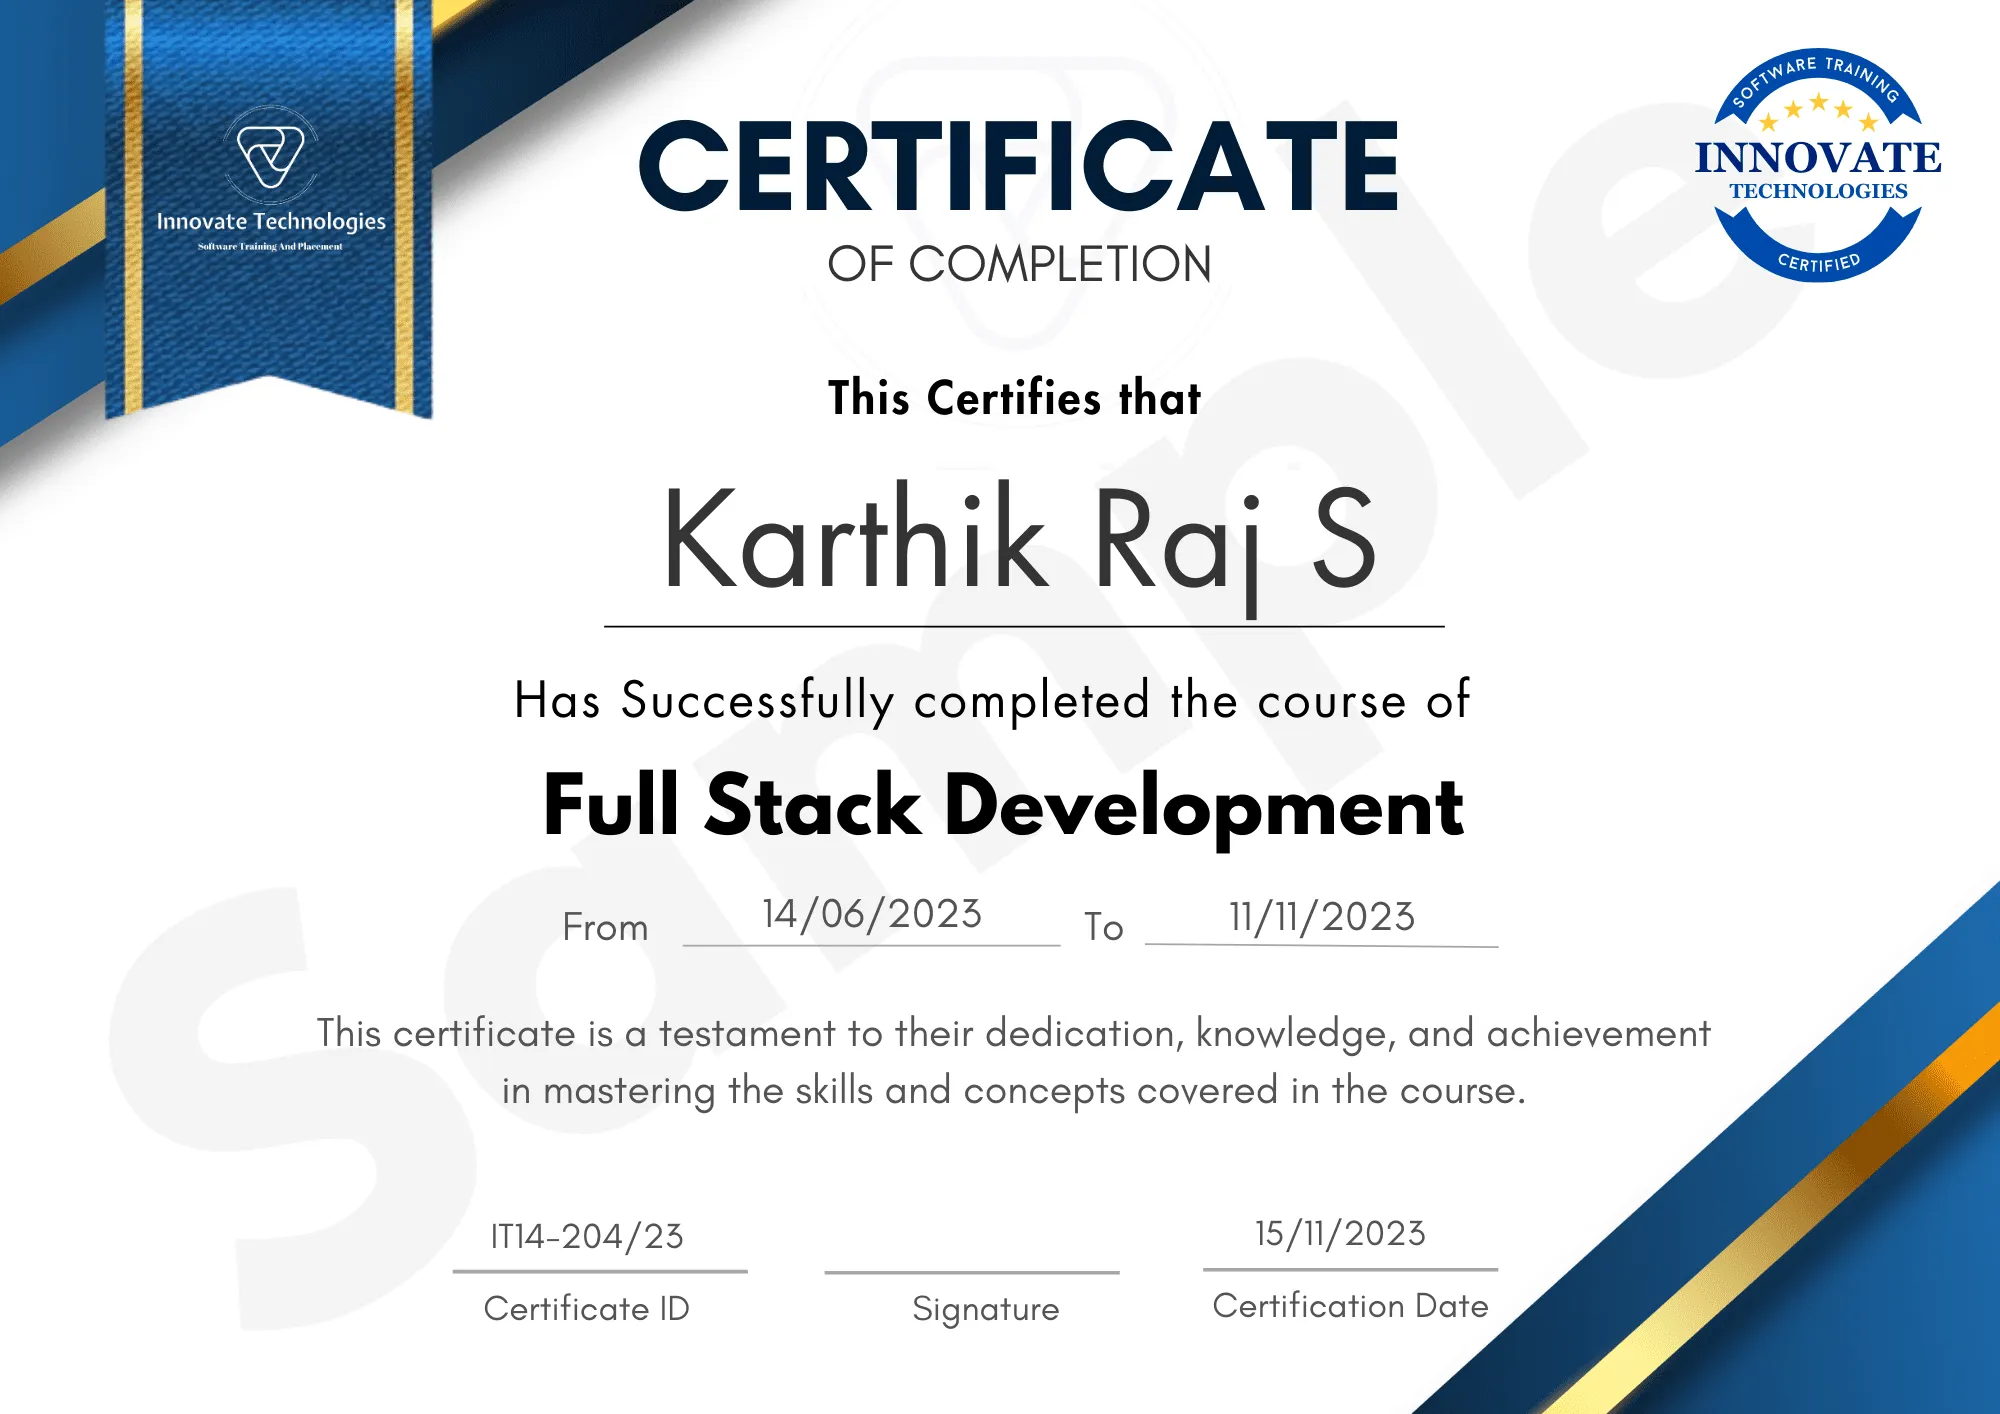 Innovate Technologies
Software Training And Placement
SOFTWARE TRAINING
INNOVATE
TECHNOLOGIES
CERTIFIED
CERTIFICATE
OF COMPLETION
This Certifies that
Karthik Raj S
Has Successfully completed the course of
Full Stack Development
From 14/06/2023 To 11/11/2023
This certificate is a testament to their dedication, knowledge, and achievement
in mastering the skills and concepts covered in the course.
IT14-204/23 15/11/2023
Certificate ID Signature Certification Date
Sample